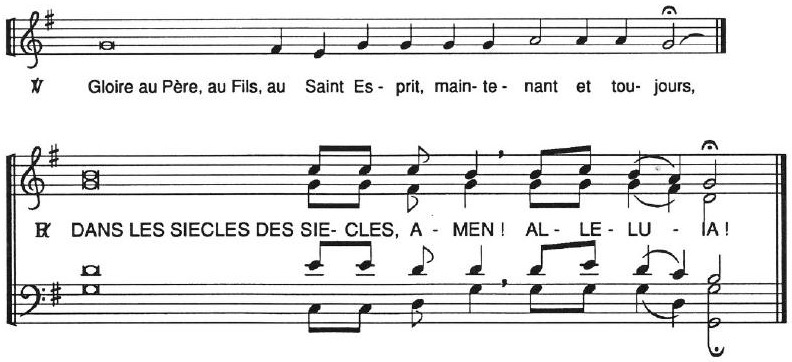 ℣ Gloire au Père, au Fils, au Saint Es - prit, main - te - nant et tou - jours,
℟ DANS LES SIECLES DES SIE - CLES, A - MEN ! AL - LE - LU - IA !